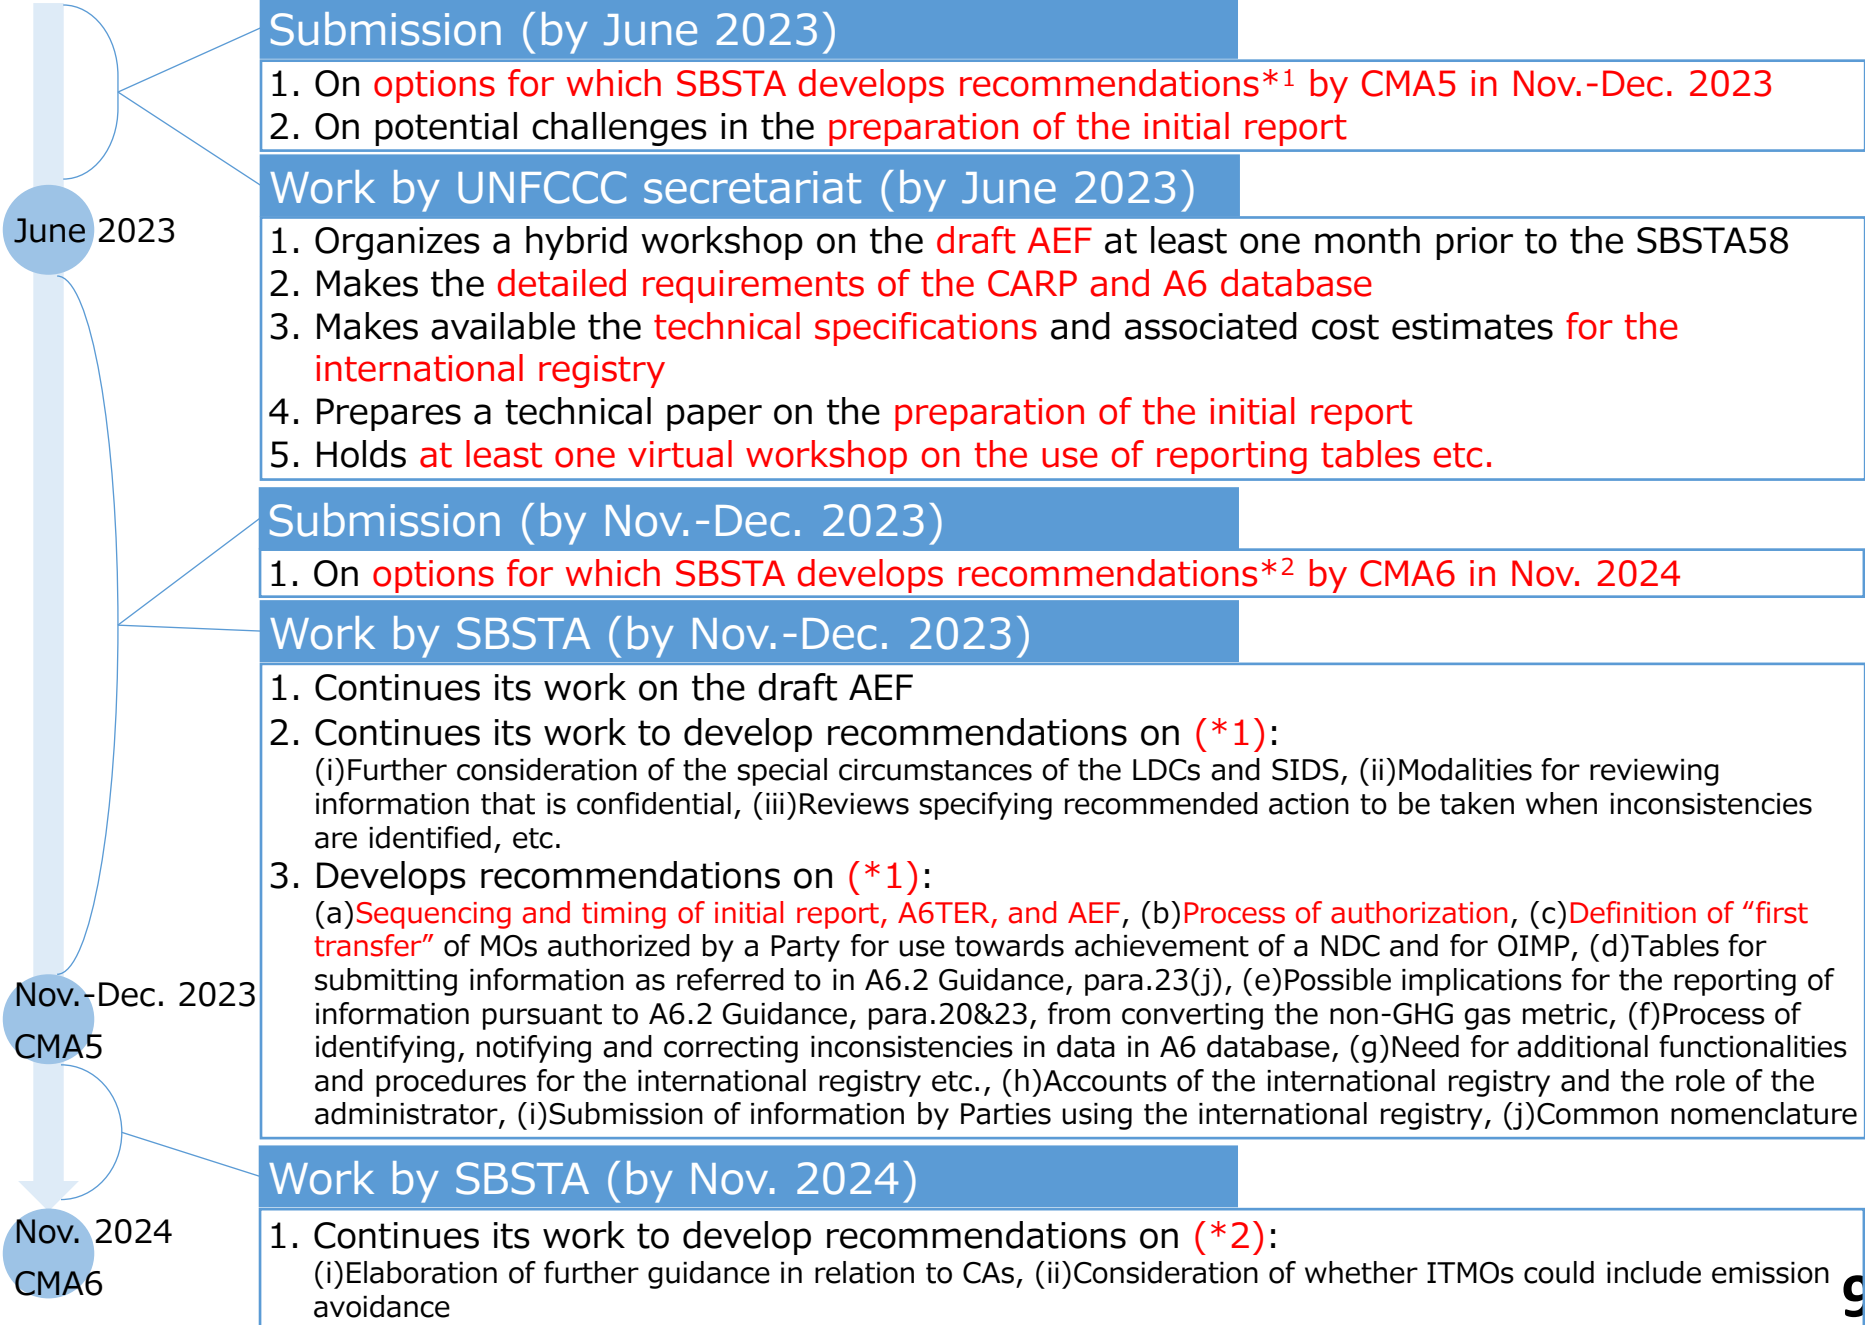 Submission (by June 2023)
1. On options for which SBSTA develops recommendations*1 by CMA5 in Nov.-Dec. 2023
2. On potential challenges in the preparation of the initial report
Work by UNFCCC secretariat (by June 2023)
June 2023
1. Organizes a hybrid workshop on the draft AEF at least one month prior to the SBSTA58
2. Makes the detailed requirements of the CARP and A6 database
3. Makes available the technical specifications and associated cost estimates for the
international registry
4. Prepares a technical paper on the preparation of the initial report
5. Holds at least one virtual workshop on the use of reporting tables etc.
Submission (by Nov.-Dec. 2023)
1. On options for which SBSTA develops recommendations*2 by CMA6 in Nov. 2024
Work by SBSTA (by Nov.-Dec. 2023)
1. Continues its work on the draft AEF
2. Continues its work to develop recommendations on (*1):
(i)Further consideration of the special circumstances of the LDCs and SIDS, (ii)Modalities for reviewing
information that is confidential, (iii)Reviews specifying recommended action to be taken when inconsistencies
are identified, etc.
3. Develops recommendations on (*1):
(a)Sequencing and timing of initial report, A6TER, and AEF, (b)Process of authorization, (c)Definition of “first
transfer” of MOs authorized by a Party for use towards achievement of a NDC and for OIMP, (d)Tables for
submitting information as referred to in A6.2 Guidance, para.23(j), (e)Possible implications for the reporting of
information pursuant to A6.2 Guidance, para.20&23, from converting the non-GHG gas metric, (f)Process of
identifying, notifying and correcting inconsistencies in data in A6 database, (g)Need for additional functionalities
and procedures for the international registry etc., (h)Accounts of the international registry and the role of the
administrator, (i)Submission of information by Parties using the international registry, (j)Common nomenclature
Nov.-Dec. 2023
CMA5
Work by SBSTA (by Nov. 2024)
Nov. 2024
CMA6
1. Continues its work to develop recommendations on (*2):
(i)Elaboration of further guidance in relation to CAs, (ii)Consideration of whether ITMOs could include emission
avoidance
9